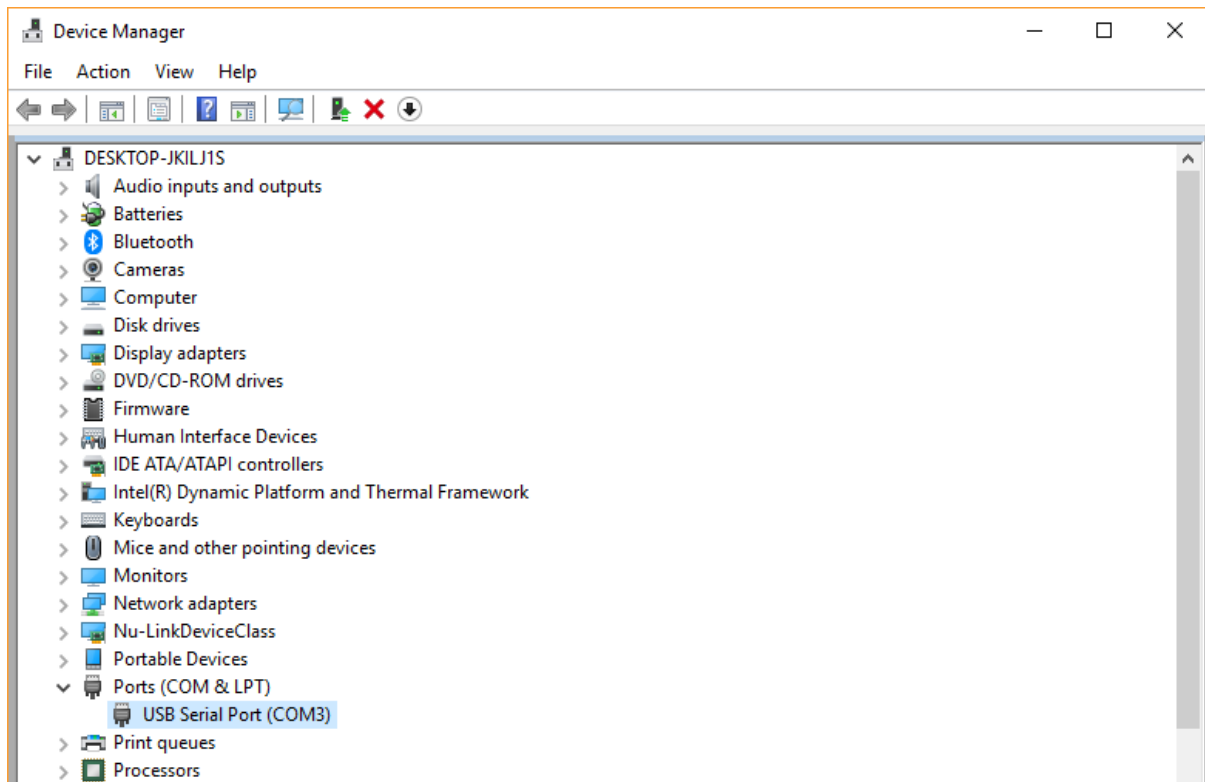 Device Manager
File Action View Help
DESKTOP-JKILJ1S
Audio inputs and outputs
Batteries
Bluetooth
Cameras
Computer
Disk drives
Display adapters
DVD/CD-ROM drives
Firmware
Human Interface Devices
IDE ATA/ATAPI controllers
Intel(R) Dynamic Platform and Thermal Framework
Keyboards
Mice and other pointing devices
Monitors
Network adapters
Nu-LinkDeviceClass
Portable Devices
Ports (COM & LPT)
USB Serial Port (COM3)
Print queues
Processors